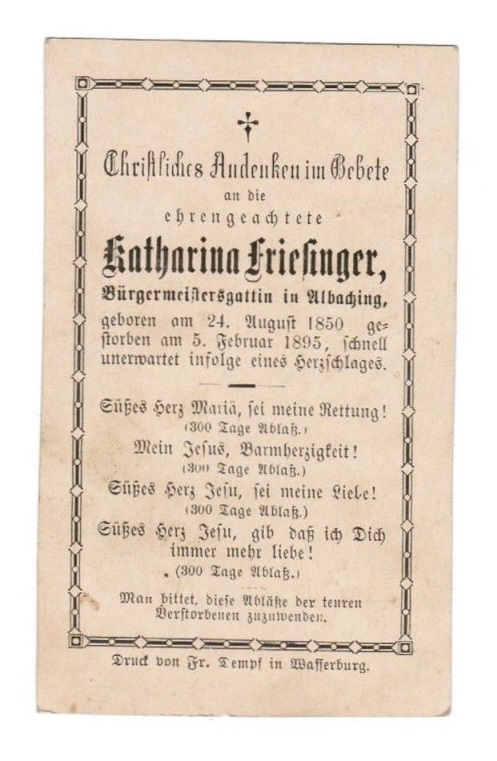 Christliches Andenken im Gebete
an die
ehrengeachtete
Katharina Friesinger,
Bürgermeistersgattin in Albaching,
geboren am 24. August 1850 ge-
storben am 5. Februar 1895, schnell
unerwartet infolge eines Herzschlages.
Süßes Herz Mariä, sei meine Rettung!
(300 Tage Ablaß.)
Mein Jesus, Barmherzigkeit!
(300 Tage Ablaß.)
Süßes Herz Jesu, sei meine Liebe!
(300 Tage Ablaß.)
Süßes Herz Jesu, gib daß ich Dich
immer mehr liebe!
(300 Tage Ablaß.)
Man bittet, diese Abläße der teuren
Verstorbenen zuzuwenden.
Druck von Fr. Dempf in Wasserburg.